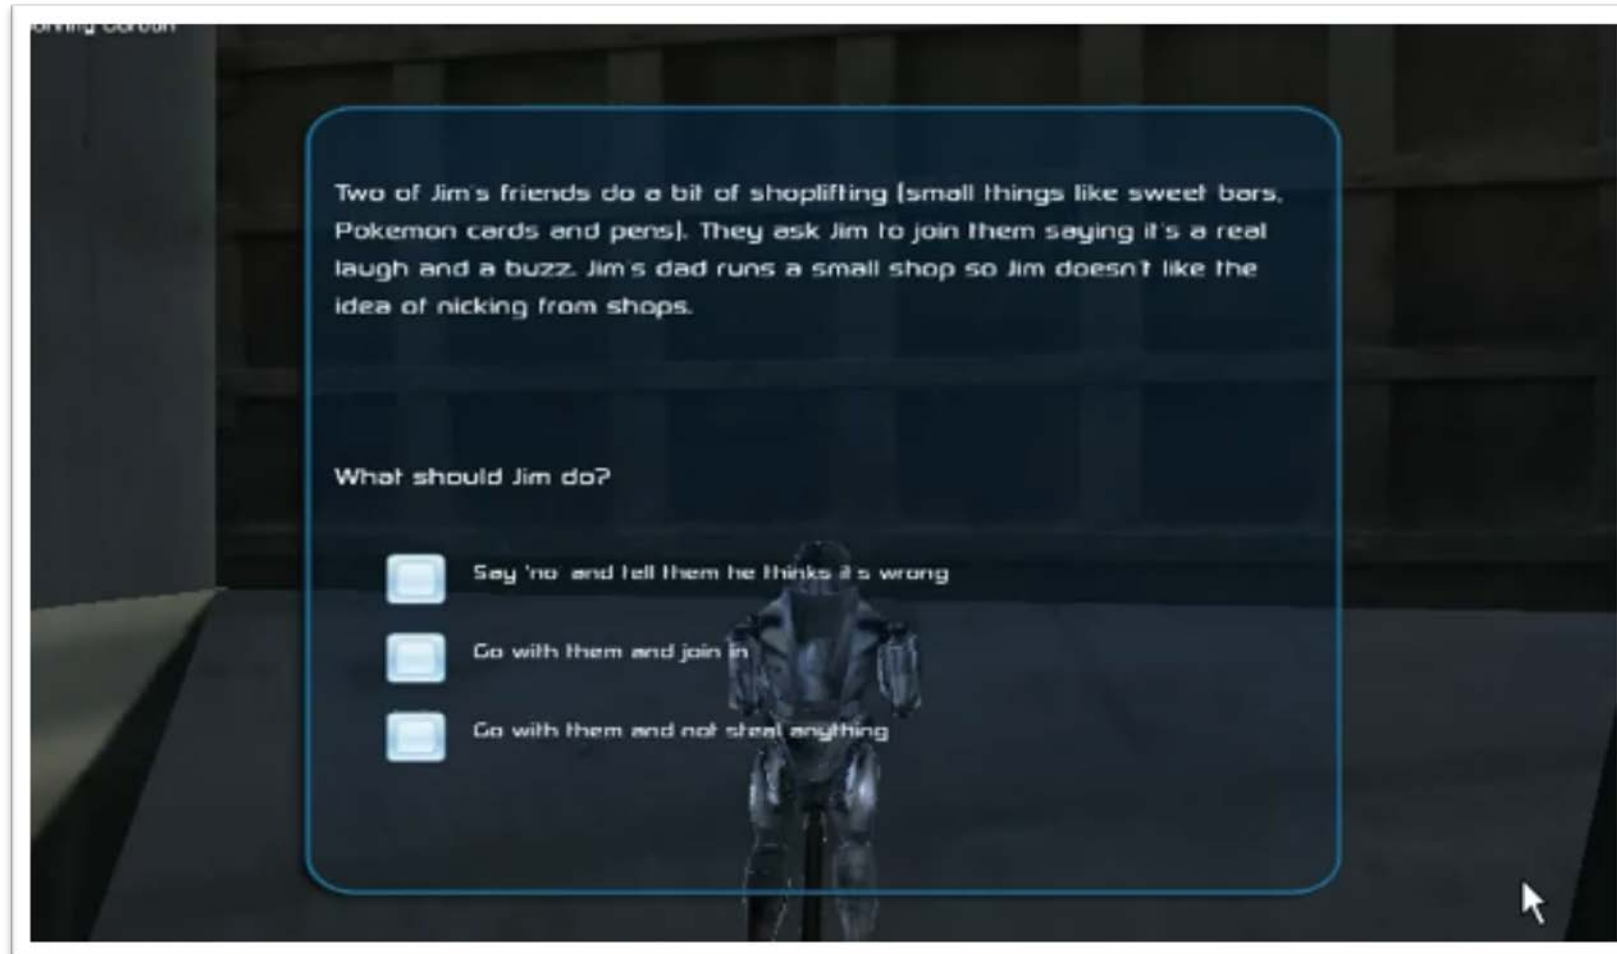 Two of Jim's friends do a bit of shoplifting (small things like sweet bars,
Pokemon cards and pens). They ask Jim to join them saying it's a real
laugh and a buzz. Jim's dad runs a small shop so Jim doesn't like the
idea of nicking from shops.
What should Jim do?
Say 'no' and tell them he thinks it's wrong
Go with them and join in
Go with them and not steal anything